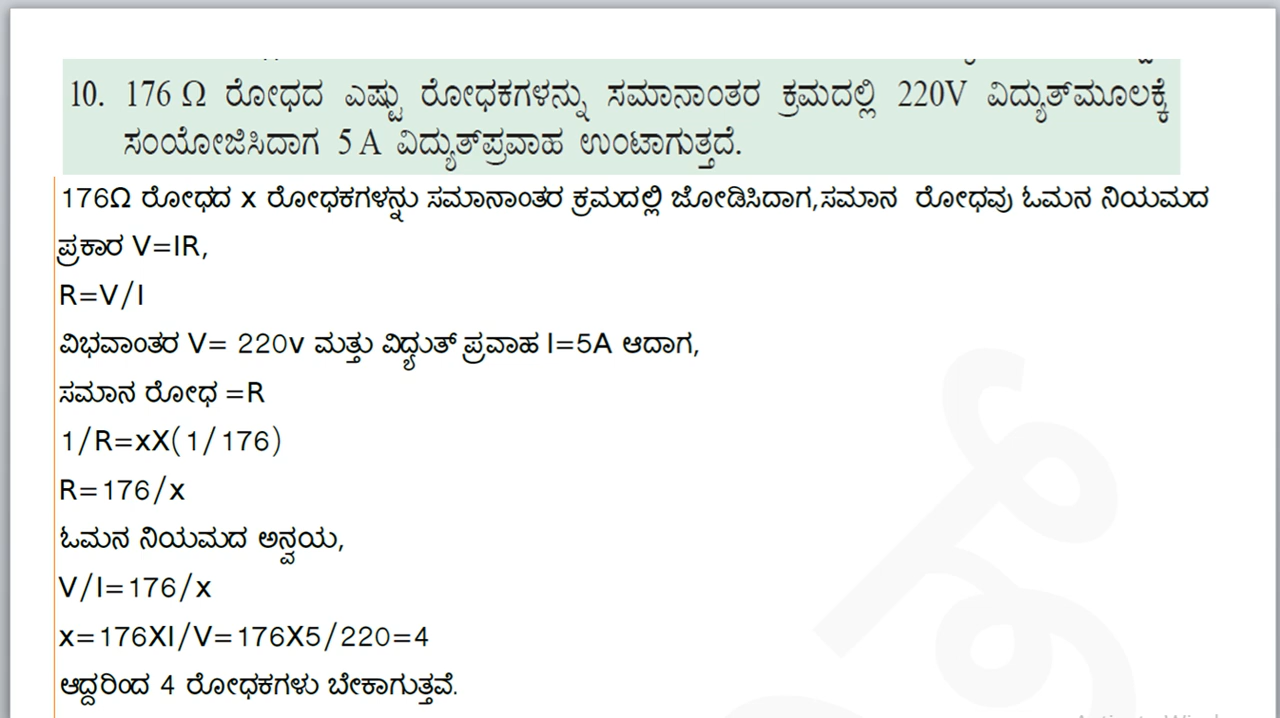 10. 176 Ω ರೋಧದ ಎಷ್ಟು ರೋಧಕಗಳನ್ನು ಸಮಾನಾಂತರ ಕ್ರಮದಲ್ಲಿ 220V ವಿದ್ಯುತ್‌ಮೂಲಕ್ಕೆ
ಸಂಯೋಜಿಸಿದಾಗ 5 A ವಿದ್ಯುತ್‌ಪ್ರವಾಹ ಉಂಟಾಗುತ್ತದೆ.
176Ω ರೋಧದ x ರೋಧಕಗಳನ್ನು ಸಮಾನಾಂತರ ಕ್ರಮದಲ್ಲಿ ಜೋಡಿಸಿದಾಗ,ಸಮಾನ ರೋಧವು ಓಮನ ನಿಯಮದ
ಪ್ರಕಾರ V=IR,
R=V/I
ವಿಭವಾಂತರ V= 220v ಮತ್ತು ವಿಧ್ಯುತ್ ಪ್ರವಾಹ I=5A ಆದಾಗ,
ಸಮಾನ ರೋಧ =R
1/R=xX(1/176)
R=176/x
ಓಮನ ನಿಯಮದ ಅನ್ವಯ,
V/I=176/x
x=176XI/V=176X5/220=4
ಆದ್ದರಿಂದ 4 ರೋಧಕಗಳು ಬೇಕಾಗುತ್ತವೆ.